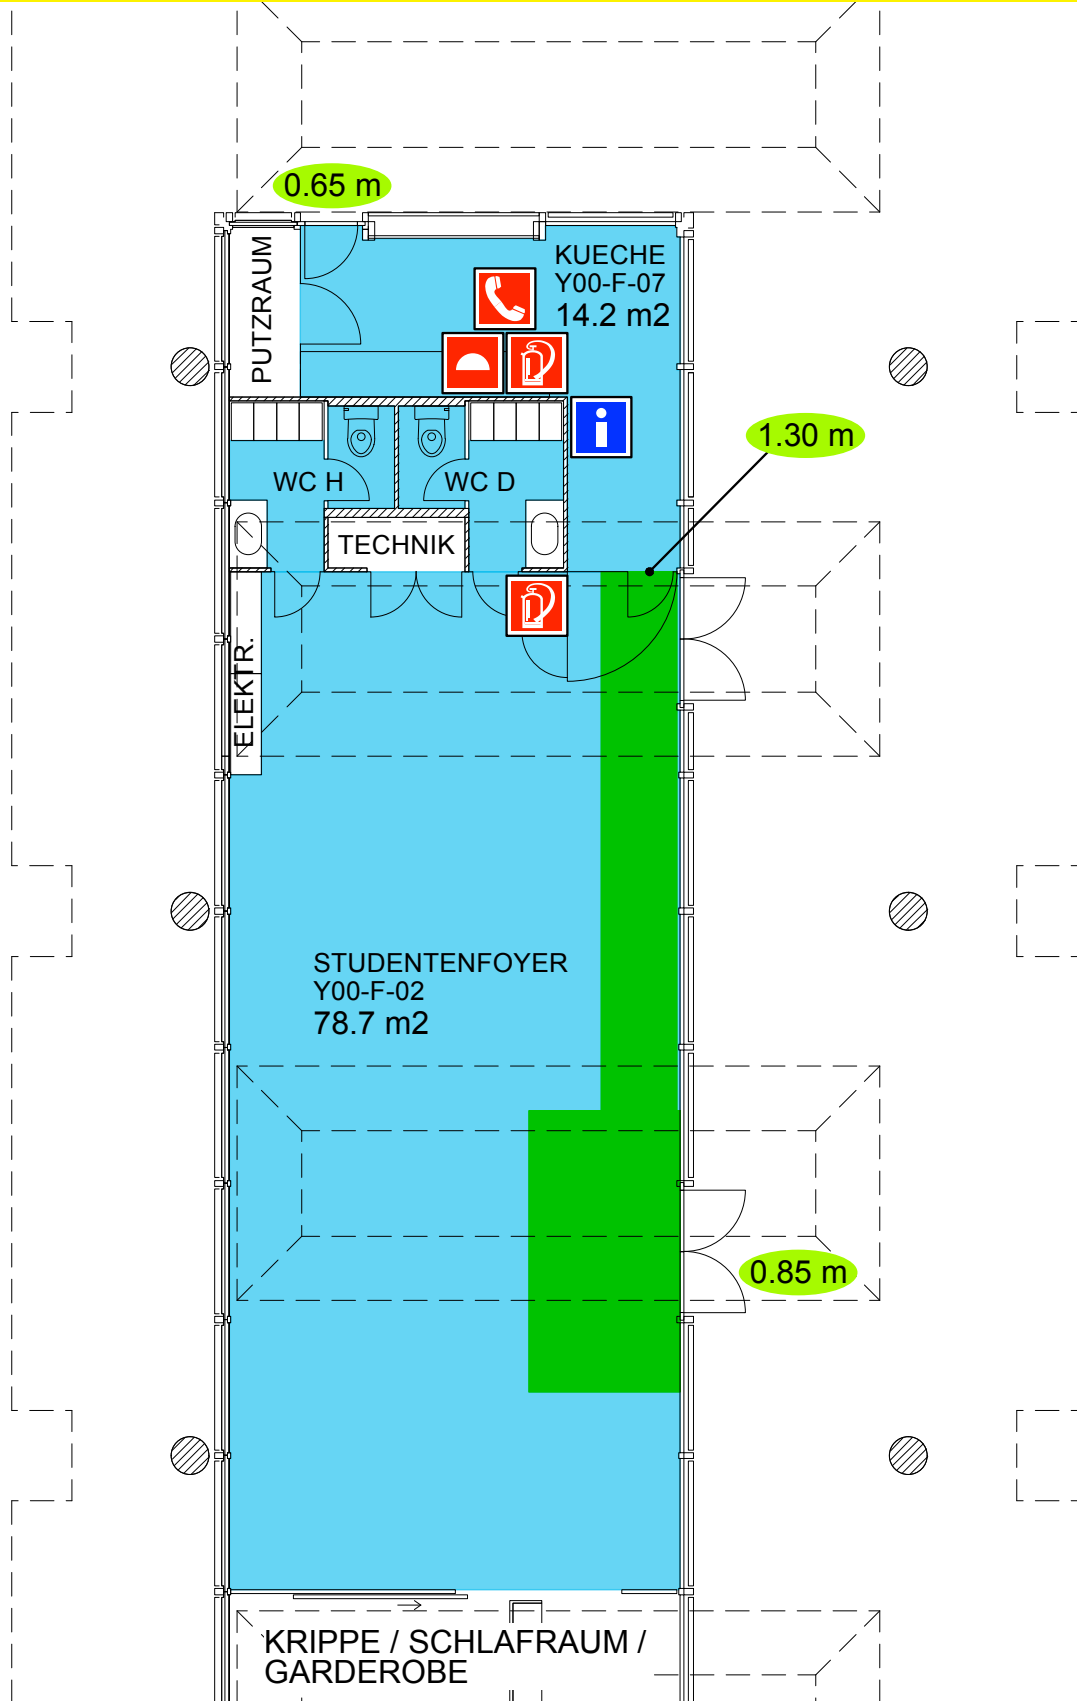 0.65 m
PUTZRAUM
KUECHE
Y00-F-07
14.2 m2
1.30 m
WC H
WC D
TECHNIK
ELEKTR.
STUDENTENFOYER
Y00-F-02
78.7 m2
0.85 m
KRIPPE / SCHLAFRAUM /
GARDEROBE